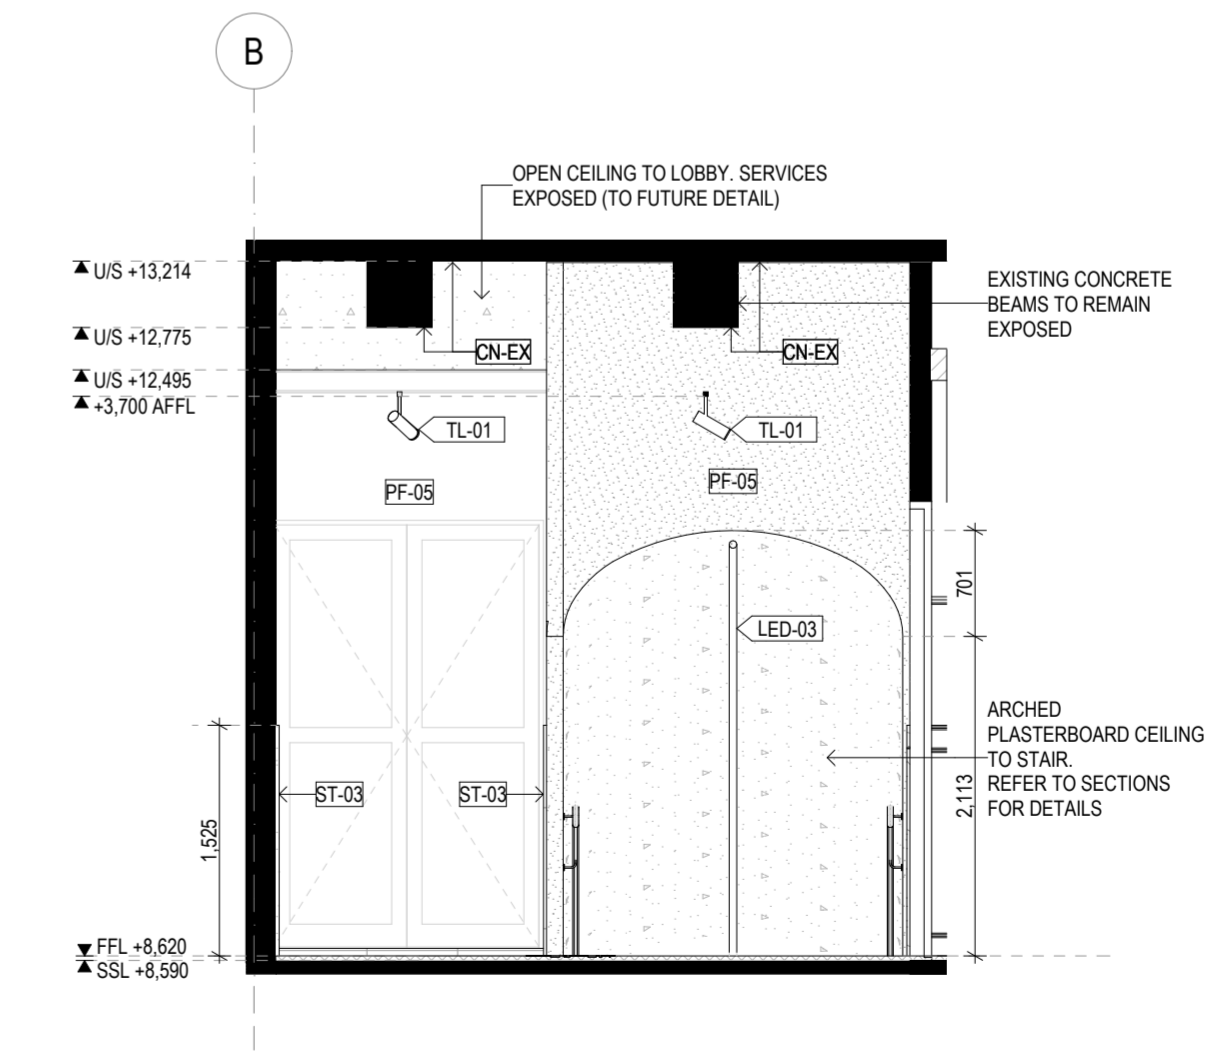 B
OPEN CEILING TO LOBBY. SERVICES
EXPOSED (TO FUTURE DETAIL)
U/S +13,214
EXISTING CONCRETE
BEAMS TO REMAIN
EXPOSED
U/S +12,775
CN-EX
CN-EX
U/S +12,495
+3,700 AFFL
TL-01
TL-01
PF-05
PF-05
701
LED-03
ARCHED
PLASTERBOARD CEILING
TO STAIR.
REFER TO SECTIONS
FOR DETAILS
ST-03
ST-03
2,113
1,525
FFL +8,620
SSL +8,590